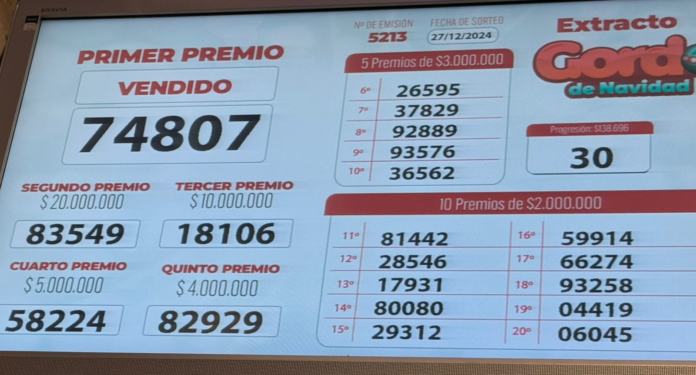 BRAVIA
PRIMER PREMIO
VENDIDO
74807
SEGUNDO PREMIO
$20.000.000
83549
TERCER PREMIO
$10.000.000
18106
CUARTO PREMIO
$5.000.000
58224
QUINTO PREMIO
$4.000.000
82929
Nº DE EMISIÓN
5213
FECHA DE SORTEO
27/12/2024
5 Premios de $3.000.000
6º 26595
7º 37829
8º 92889
9º 93576
10º 36562
Extracto
Gordo
de Navidad
Progresión: $138.696
30
10 Premios de $2.000.000
11º 81442
12º 28546
13º 17931
14º 80080
15º 29312
16º 59914
17º 66274
18º 93258
19º 04419
20º 06045